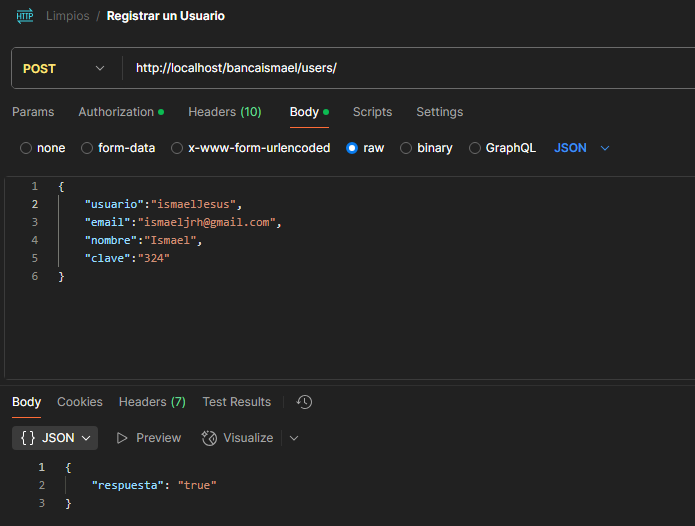 HTTP Limpios / Registrar un Usuario
POST http://localhost/bancaismael/users/
Params Authorization Headers (10) Body Scripts Settings
none form-data x-www-form-urlencoded raw binary GraphQL JSON
1 {
2 "usuario":"ismaelJesus",
3 "email":"ismaeljrh@gmail.com",
4 "nombre":"Ismael",
5 "clave":"324"
6 }
Body Cookies Headers (7) Test Results
{} JSON Preview Visualize
1 {
2 "respuesta": "true"
3 }